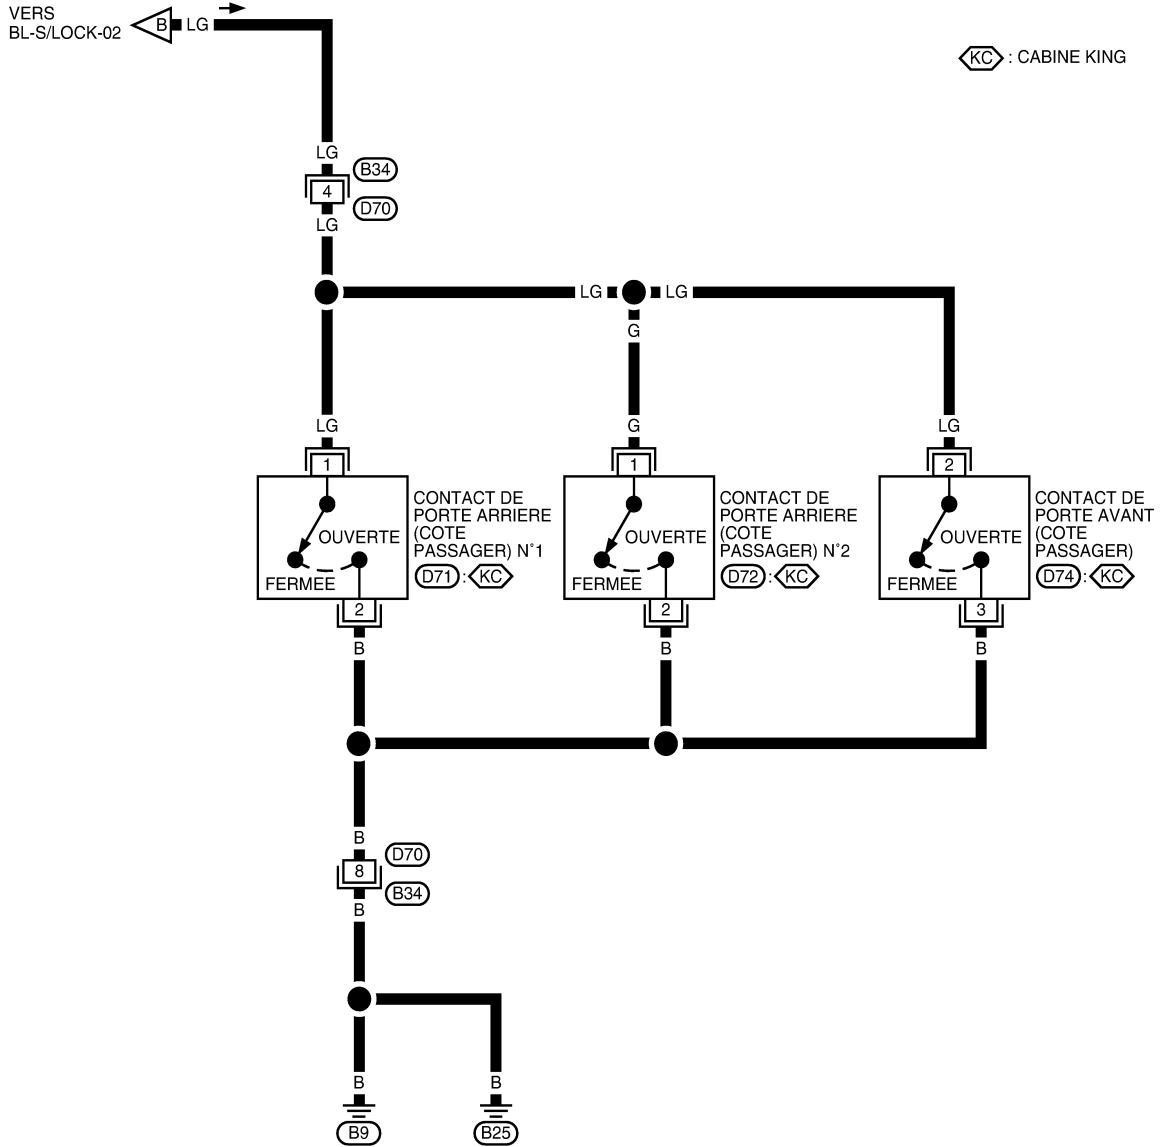 VERS
BL-S/LOCK-02
B
LG
KC : CABINE KING
LG
B34
4
D70
LG
LG
LG
G
LG
G
LG
1
1
2
OUVERTE
FERMEE
CONTACT DE
PORTE ARRIERE
(COTE
PASSAGER) N°1
D71 : KC
OUVERTE
FERMEE
CONTACT DE
PORTE ARRIERE
(COTE
PASSAGER) N°2
D72 : KC
OUVERTE
FERMEE
CONTACT DE
PORTE AVANT
(COTE
PASSAGER)
D74 : KC
2
2
3
B
B
B
B
D70
8
B34
B
B
B
B9
B25